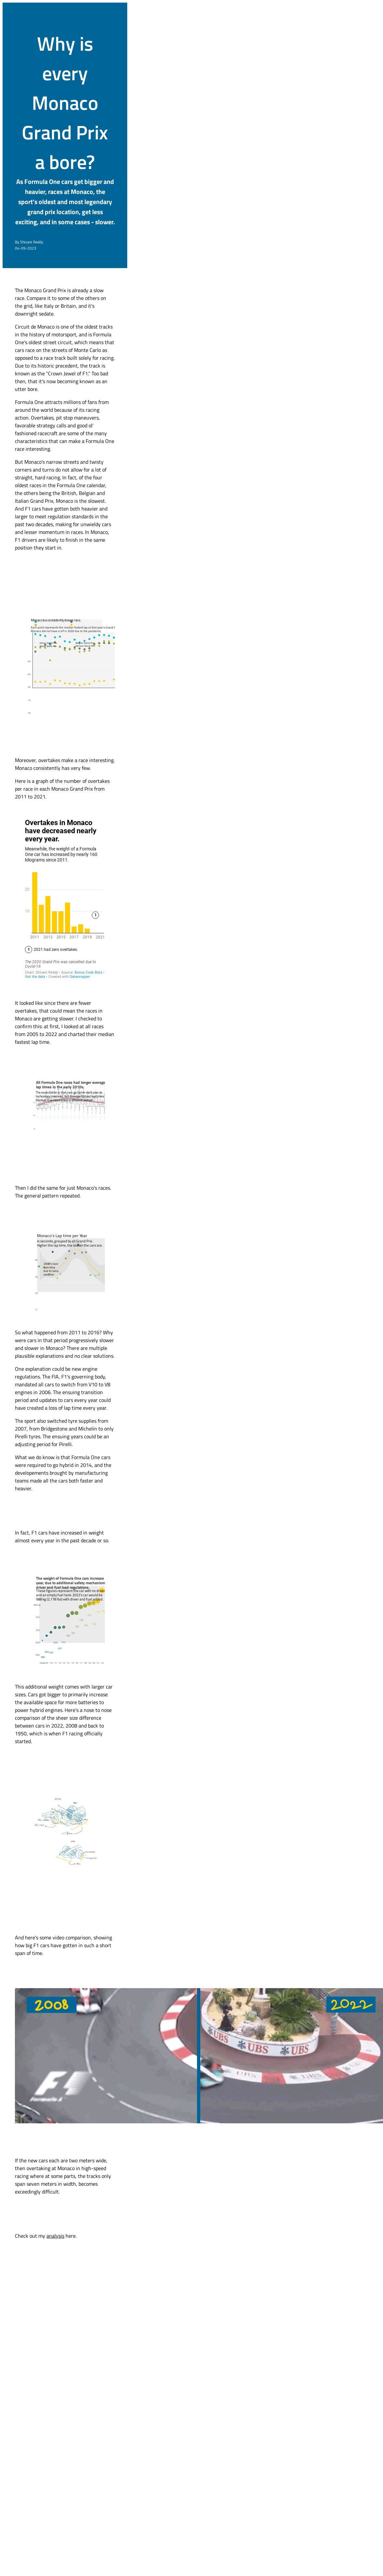 Why is
every
Monaco
Grand Prix
a bore?
As Formula One cars get bigger and
heavier, races at Monaco, the
sport's oldest and most legendary
grand prix location, get less
exciting, and in some cases - slower.
By Shivani Reddy
04-09-2023
The Monaco Grand Prix is already a slow
race. Compare it to some of the others on
the grid, like Italy or Britain, and it's
downright sedate.
Circuit de Monaco is one of the oldest tracks
in the history of motorsport, and is Formula
One's oldest street circuit, which means that
cars race on the streets of Monte Carlo as
opposed to a race track built solely for racing.
Due to its historic precedent, the track is
known as the "Crown Jewel of F1." Too bad
then, that it's now becoming known as an
utter bore.
Formula One attracts millions of fans from
around the world because of its racing
action. Overtakes, pit stop maneuvers,
favorable strategy calls and good ol'
fashioned racecraft are some of the many
characteristics that can make a Formula One
race interesting.
But Monaco's narrow streets and twisty
corners and turns do not allow for a lot of
straight, hard racing. In fact, of the four
oldest races in the Formula One calendar,
the others being the British, Belgian and
Italian Grand Prix, Monaco is the slowest.
And F1 cars have gotten both heavier and
larger to meet regulation standards in the
past two decades, making for unwieldy cars
and lesser momentum in races. In Monaco,
F1 drivers are likely to finish in the same
position they start in.
Moreover, overtakes make a race interesting.
Monaco consistently has very few.
Here is a graph of the number of overtakes
per race in each Monaco Grand Prix from
2011 to 2021.
Overtakes in Monaco
have decreased nearly
every year.
Meanwhile, the weight of a Formula
One car has increased by nearly 160
kilograms since 2011.
20
10
1
2011 2013 2015 2017 2019 2021
1 2021 had zero overtakes.
The 2020 Grand Prix was cancelled due to
Covid-19
Chart: Shivani Reddy • Source: Bonus Code Bets •
Get the data • Created with Datawrapper
It looked like since there are fewer
overtakes, that could mean the races in
Monaco are getting slower. I checked to
confirm this: at first, I looked at all races
from 2005 to 2022 and charted their median
fastest lap time.
All Formula One races had longer average
lap times in the early 2010s.
Then I did the same for just Monaco's races.
The general pattern repeated.
Monaco's Lap time per Year
In seconds, grouped by all Grand Prix.
Higher the lap time, the slower the cars are.
So what happened from 2011 to 2016? Why
were cars in that period progressively slower
and slower in Monaco? There are multiple
plausible explanations and no clear solutions.
One explanation could be new engine
regulations. The FIA, F1's governing body,
mandated all cars to switch from V10 to V8
engines in 2006. The ensuing transition
period and updates to cars every year could
have created a loss of lap time every year.
The sport also switched tyre supplies from
2007, from Bridgestone and Michelin to only
Pirelli tyres. The ensuing years could be an
adjusting period for Pirelli.
What we do know is that Formula One cars
were required to go hybrid in 2014, and the
developements brought by manufacturing
teams made all the cars both faster and
heavier.
In fact, F1 cars have increased in weight
almost every year in the past decade or so.
The weight of Formula One cars increase
year, due to additional safety mechanism
driver and fuel load regulations.
This additional weight comes with larger car
sizes. Cars got bigger to primarily increase
the available space for more batteries to
power hybrid engines. Here's a nose to nose
comparison of the sheer size difference
between cars in 2022, 2008 and back to
1950, which is when F1 racing officially
started.
And here's some video comparison, showing
how big F1 cars have gotten in such a short
span of time.
2008
2022
UBS
UBS
UBS
UBS
F1
Formula 1
If the new cars each are two meters wide,
then overtaking at Monaco in high-speed
racing where at some parts, the tracks only
span seven meters in width, becomes
exceedingly difficult.
Check out my analysis here.